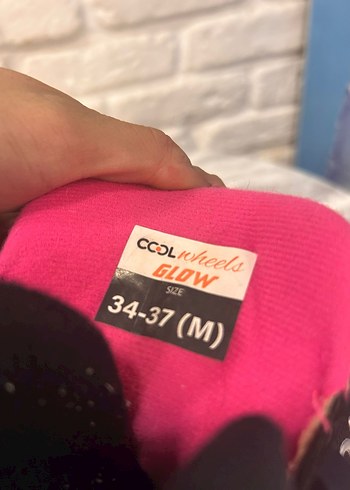 COOL wheels
GLOW
SIZE
34-37 (M)